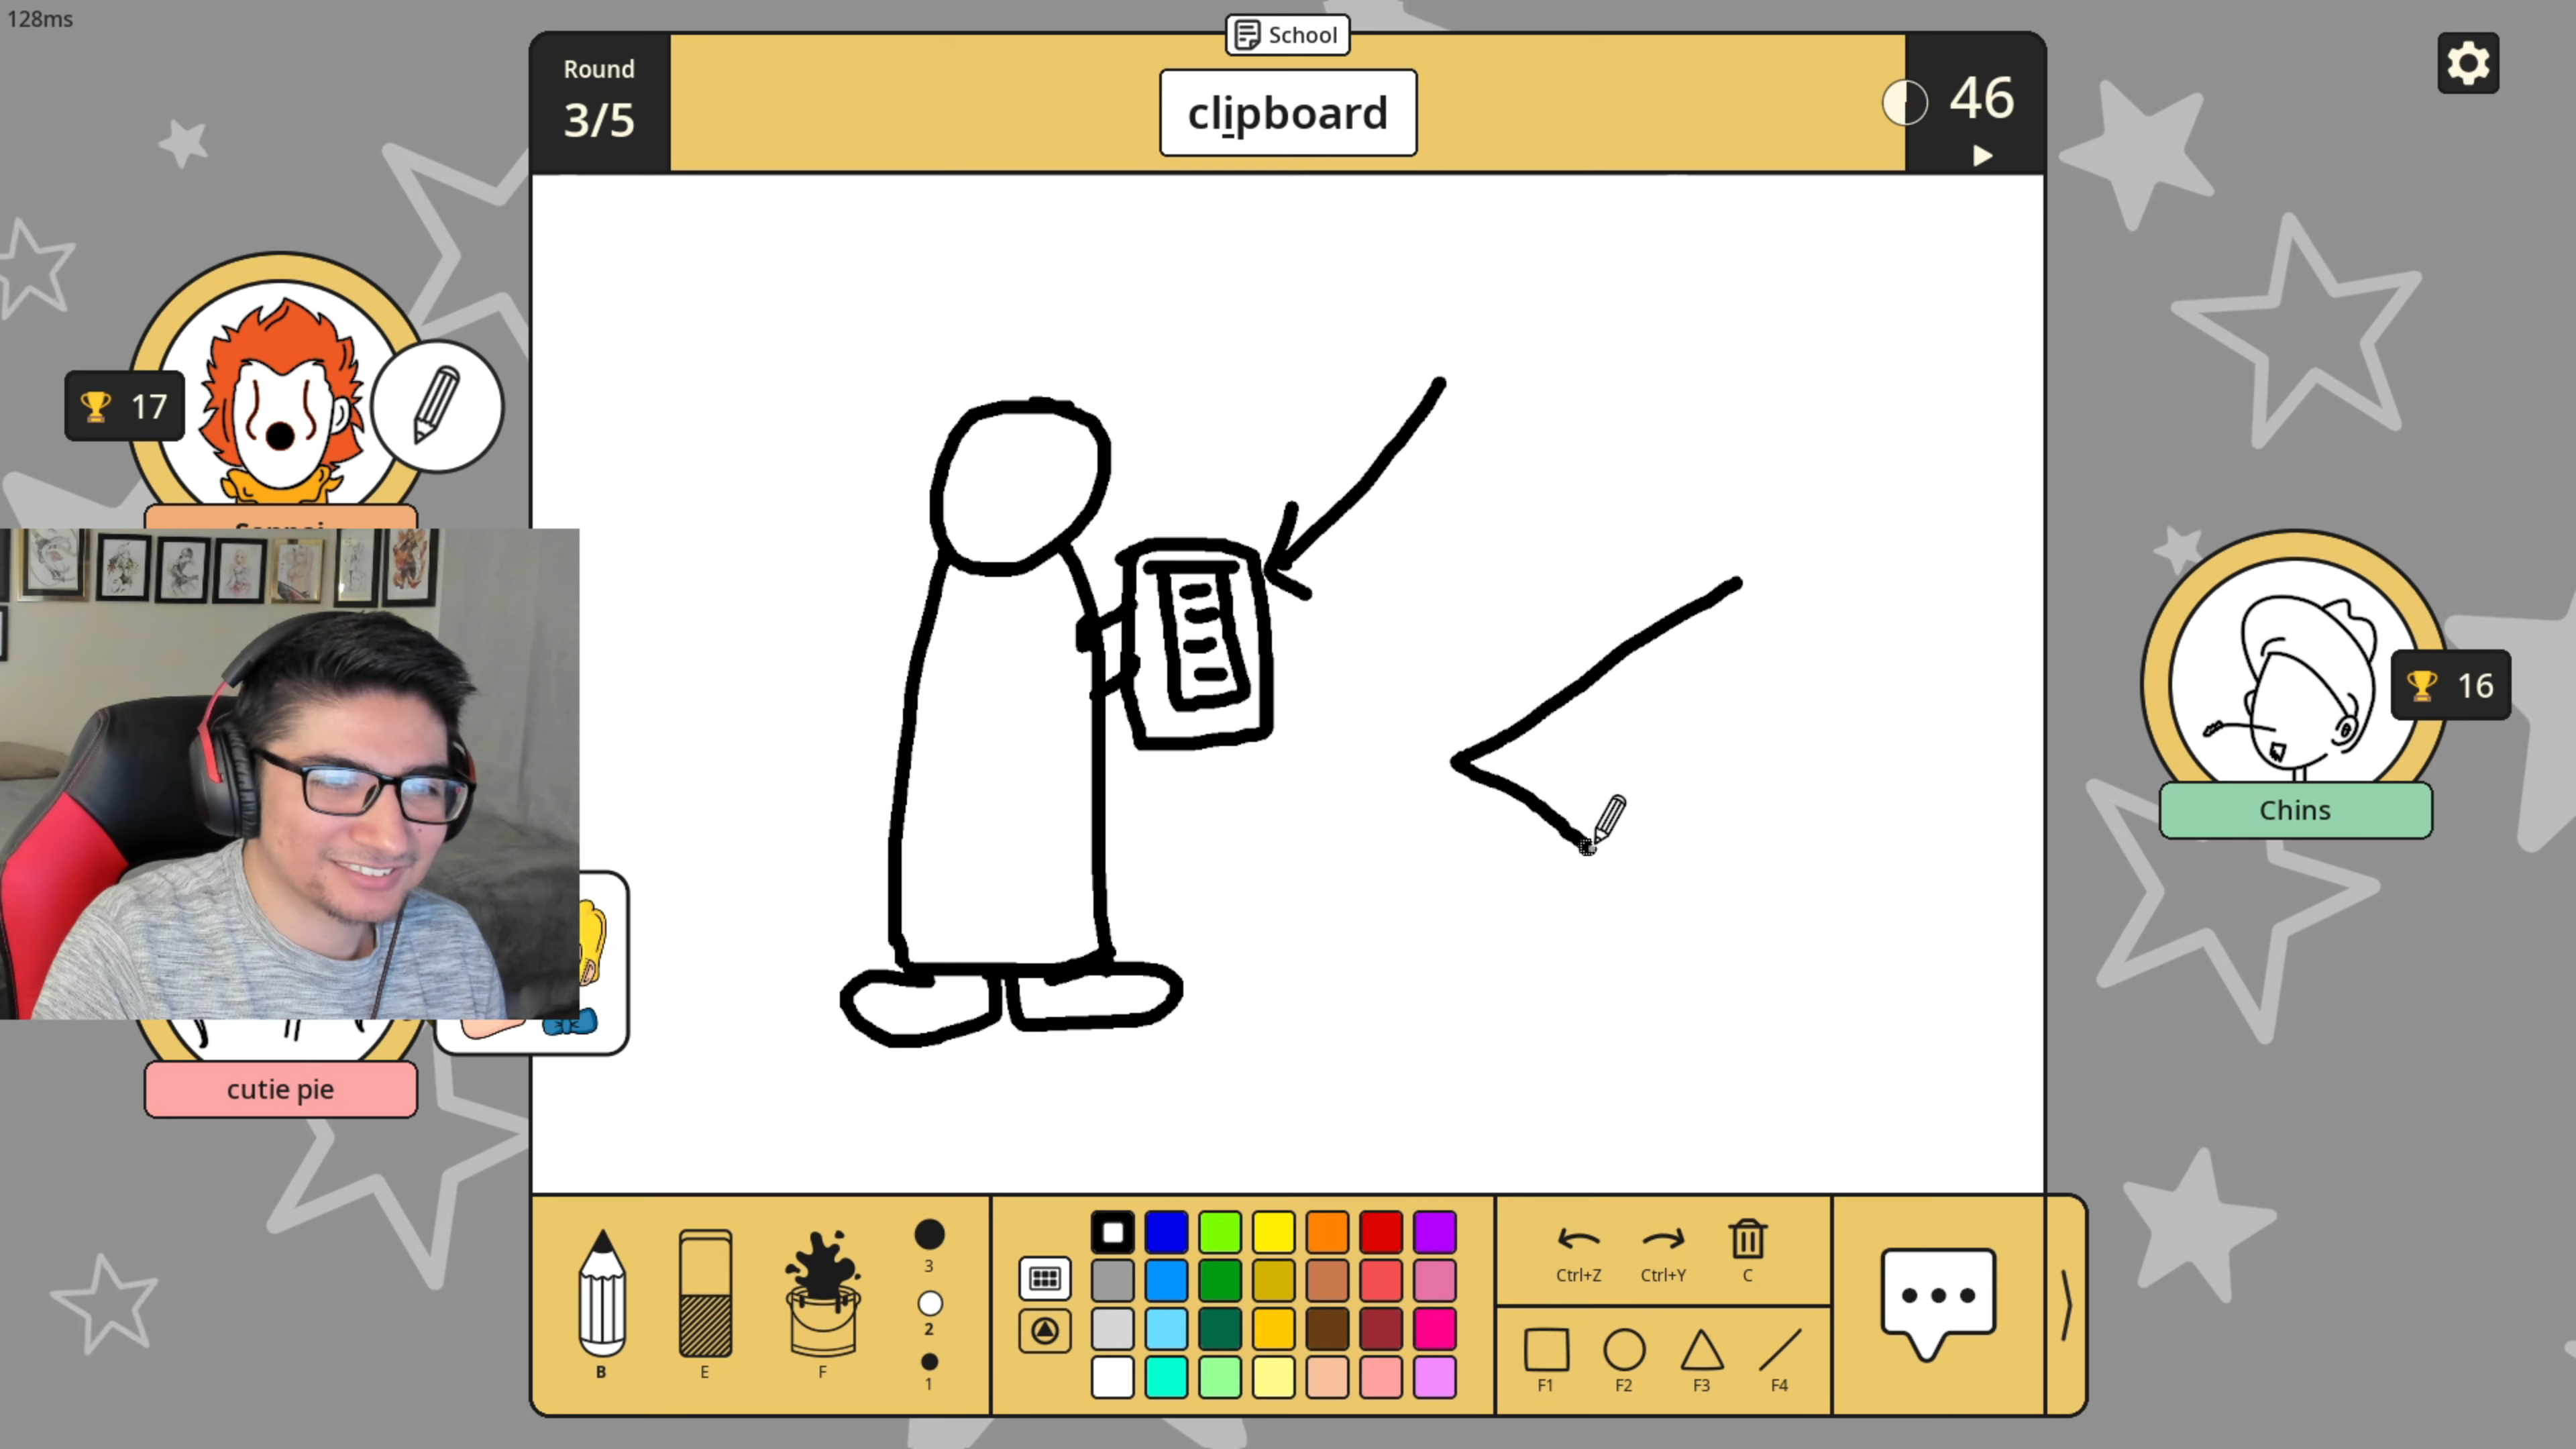 128ms
School
Round
3/5
clipboard
46
17
16
Chins
cutie pie
3
2
1
B
E
F
Ctrl+Z
Ctrl+Y
C
F1
F2
F3
F4